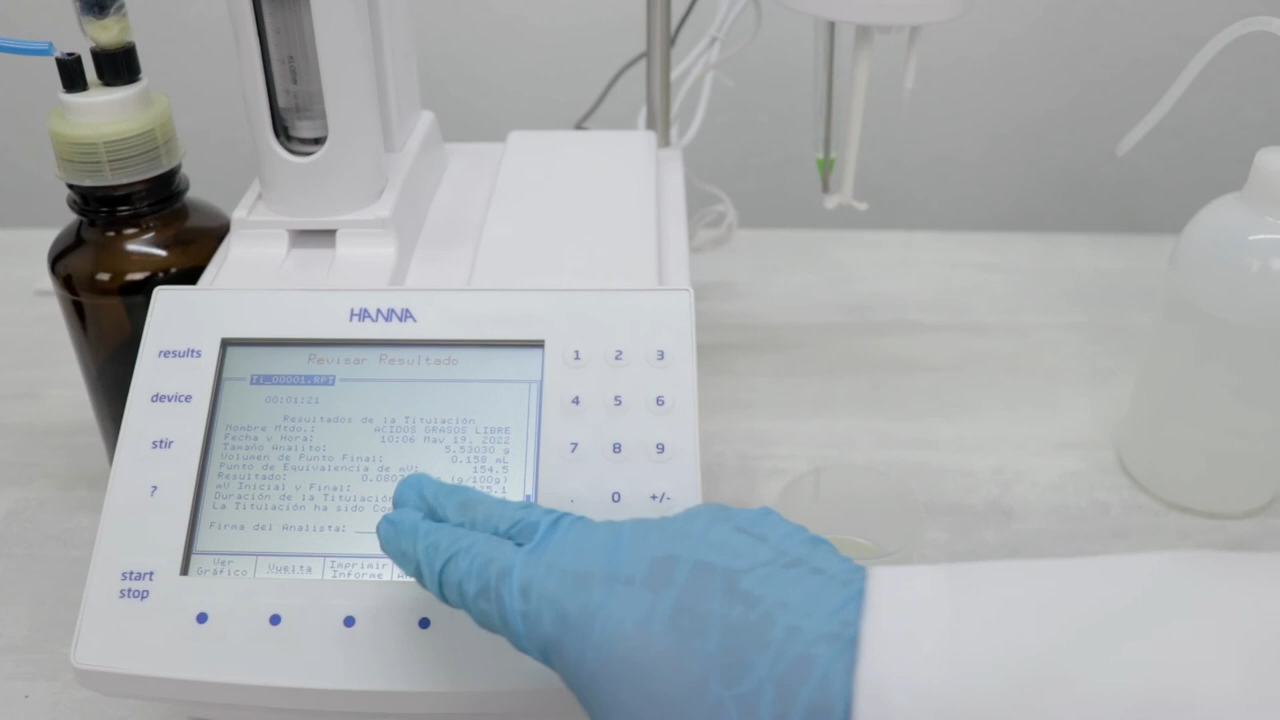 HANNA
results
device
stir
?
start
stop
Revisar Resultado
Ti_00001.RPT
00:01:21
Resultados de la Titulación
Nombre Mtdo.: ACIDOS GRASOS LIBRE
Fecha y Hora: 10:06 May 19, 2022
Tamaño Analito: 5.53030 g
Volumen de Punto Final: 0.158 mL
Punto de Equivalencia de mV: 154.5
Resultado: (g/100g)
mV Inicial y Final:
Duración de la Titulación
La Titulación ha sido
Firma del Analista:
Ver Gráfico
Vuelta
Imprimir Informe
1 2 3
4 5 6
7 8 9
. 0 +/-